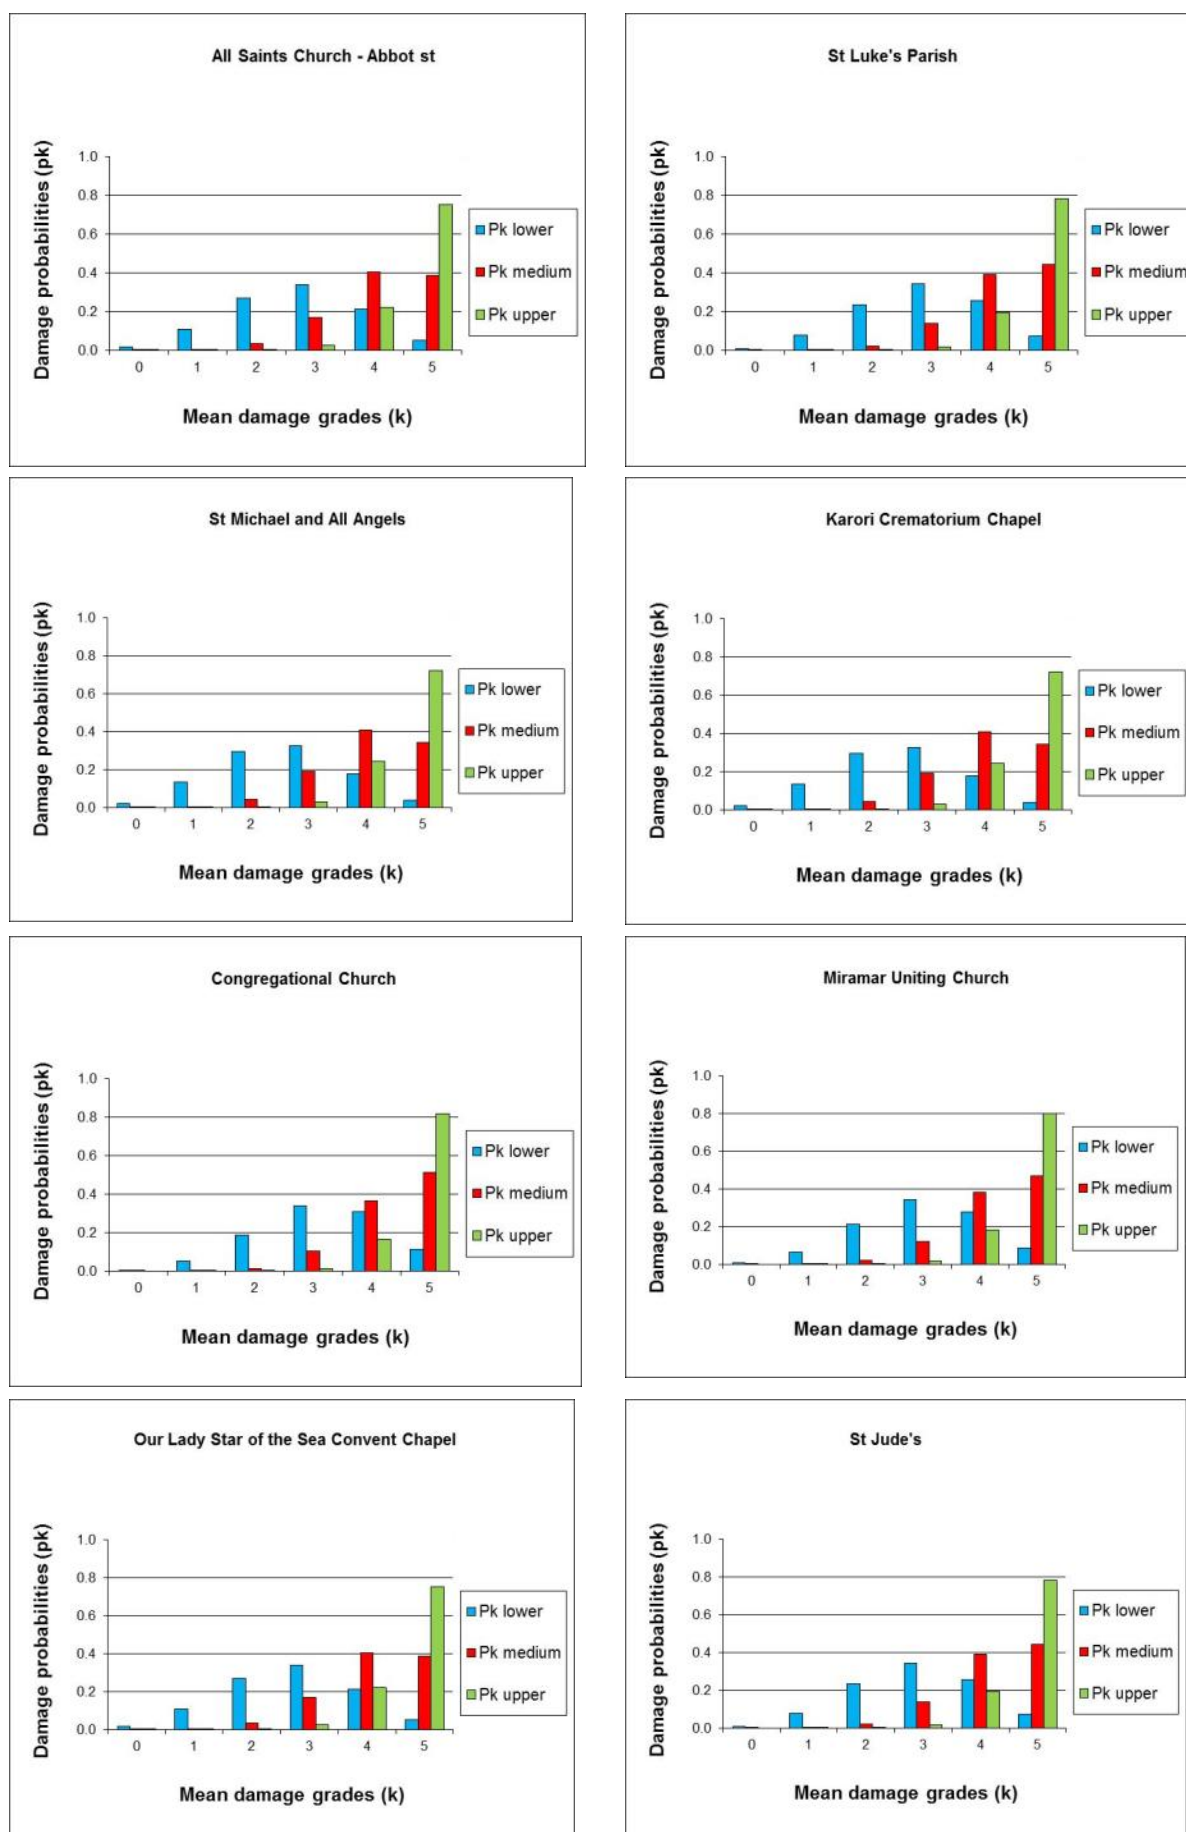 All Saints Church - Abbot st
Damage probabilities (pk)
1.0
0.8
0.6
0.4
0.2
0.0
0 1 2 3 4 5
Mean damage grades (k)
Pk lower
Pk medium
Pk upper
St Luke's Parish
Damage probabilities (pk)
1.0
0.8
0.6
0.4
0.2
0.0
0 1 2 3 4 5
Mean damage grades (k)
Pk lower
Pk medium
Pk upper
St Michael and All Angels
Damage probabilities (pk)
1.0
0.8
0.6
0.4
0.2
0.0
0 1 2 3 4 5
Mean damage grades (k)
Pk lower
Pk medium
Pk upper
Karori Crematorium Chapel
Damage probabilities (pk)
1.0
0.8
0.6
0.4
0.2
0.0
0 1 2 3 4 5
Mean damage grades (k)
Pk lower
Pk medium
Pk upper
Congregational Church
Damage probabilities (pk)
1.0
0.8
0.6
0.4
0.2
0.0
0 1 2 3 4 5
Mean damage grades (k)
Pk lower
Pk medium
Pk upper
Miramar Uniting Church
Damage probabilities (pk)
1.0
0.8
0.6
0.4
0.2
0.0
0 1 2 3 4 5
Mean damage grades (k)
Pk lower
Pk medium
Pk upper
Our Lady Star of the Sea Convent Chapel
Damage probabilities (pk)
1.0
0.8
0.6
0.4
0.2
0.0
0 1 2 3 4 5
Mean damage grades (k)
Pk lower
Pk medium
Pk upper
St Jude's
Damage probabilities (pk)
1.0
0.8
0.6
0.4
0.2
0.0
0 1 2 3 4 5
Mean damage grades (k)
Pk lower
Pk medium
Pk upper